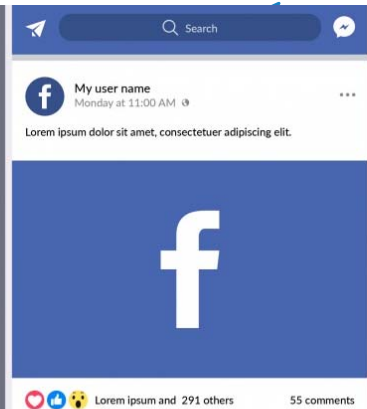 Search
My user name
Monday at 11:00 AM
Lorem ipsum dolor sit amet, consectetuer adipiscing elit.
Lorem ipsum and 291 others
55 comments